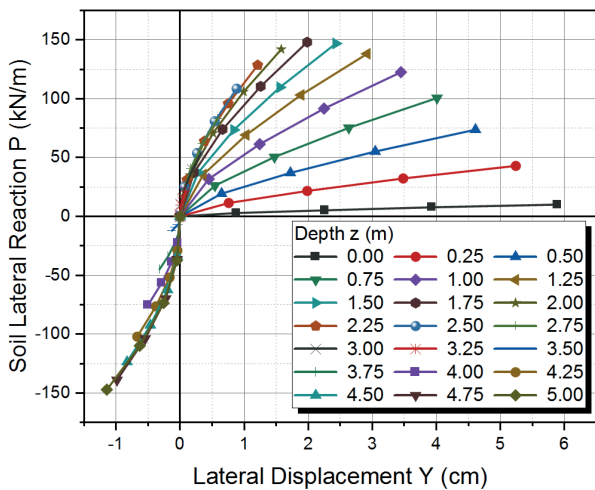 Soil Lateral Reaction P (kN/m)
150
100
50
0
-50
-100
-150
Depth z (m)
0.00 0.25 0.50
0.75 1.00 1.25
1.50 1.75 2.00
2.25 2.50 2.75
3.00 3.25 3.50
3.75 4.00 4.25
4.50 4.75 5.00
-1 0 1 2 3 4 5 6
Lateral Displacement Y (cm)